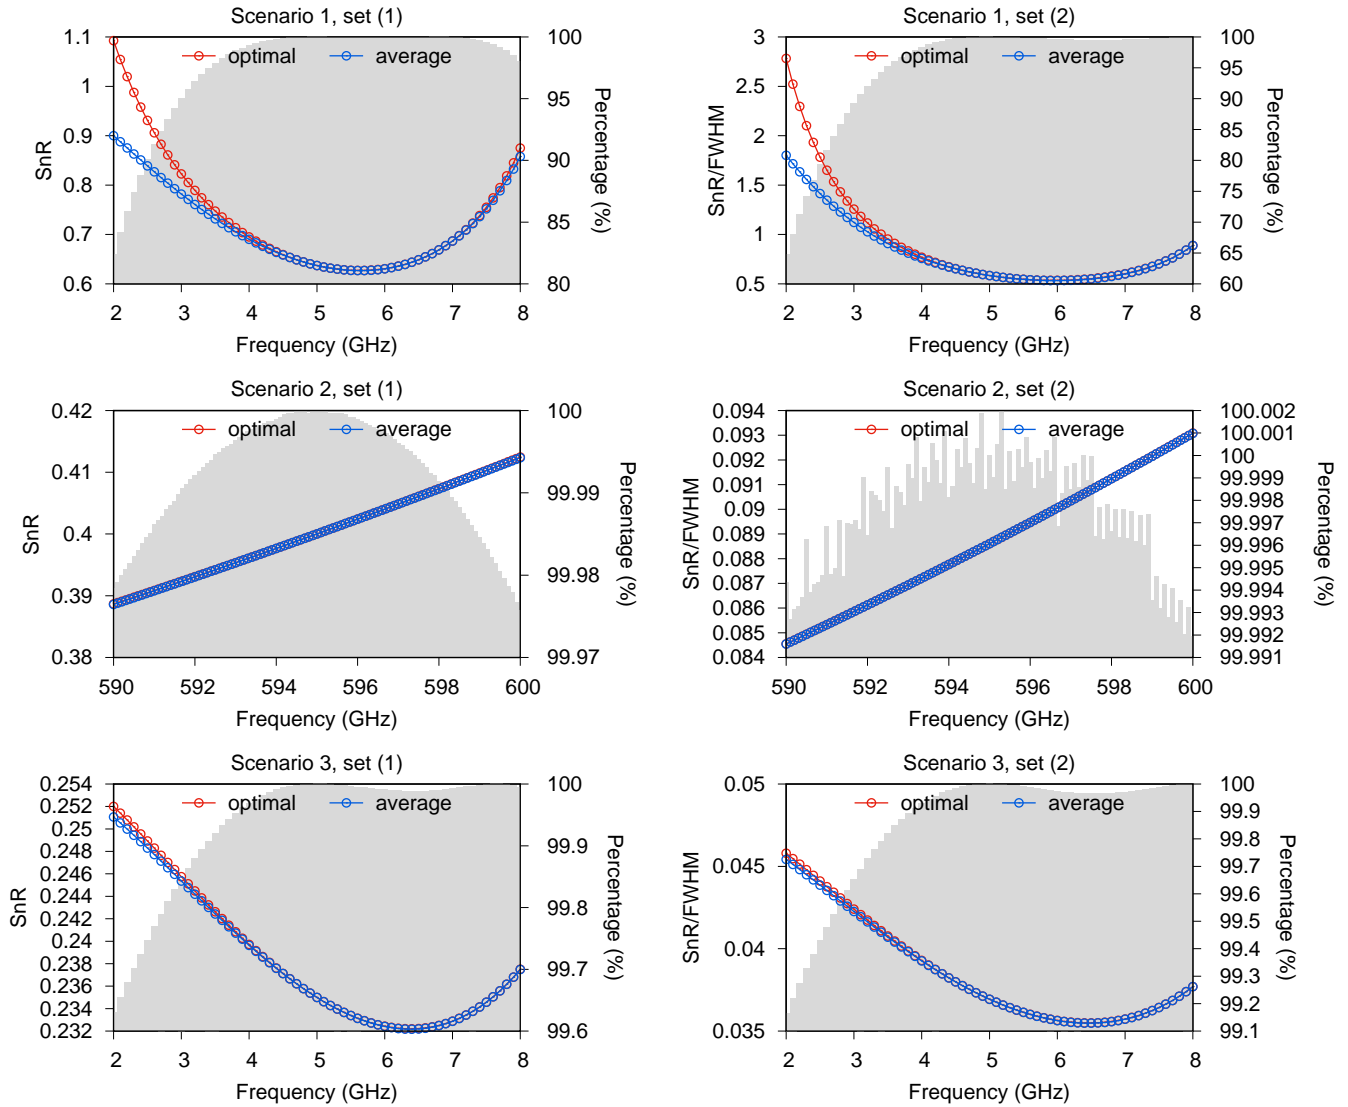 Scenario 1, set (1)
1.1
1
0.9
0.8
0.7
0.6
SnR
optimal
average
100
95
90
85
80
Percentage (%)
2 3 4 5 6 7 8
Frequency (GHz)
Scenario 1, set (2)
3
2.5
2
1.5
1
0.5
SnR/FWHM
optimal
average
100
95
90
85
80
75
70
65
60
Percentage (%)
2 3 4 5 6 7 8
Frequency (GHz)
Scenario 2, set (1)
0.42
0.41
0.4
0.39
0.38
SnR
optimal
average
100
99.99
99.98
99.97
Percentage (%)
590 592 594 596 598 600
Frequency (GHz)
Scenario 2, set (2)
0.094
0.093
0.092
0.091
0.09
0.089
0.088
0.087
0.086
0.085
0.084
SnR/FWHM
optimal
average
100.002
100.001
100
99.999
99.998
99.997
99.996
99.995
99.994
99.993
99.992
99.991
Percentage (%)
590 592 594 596 598 600
Frequency (GHz)
Scenario 3, set (1)
0.254
0.252
0.25
0.248
0.246
0.244
0.242
0.24
0.238
0.236
0.234
0.232
SnR
optimal
average
100
99.9
99.8
99.7
99.6
Percentage (%)
2 3 4 5 6 7 8
Frequency (GHz)
Scenario 3, set (2)
0.05
0.045
0.04
0.035
SnR/FWHM
optimal
average
100
99.9
99.8
99.7
99.6
99.5
99.4
99.3
99.2
99.1
Percentage (%)
2 3 4 5 6 7 8
Frequency (GHz)